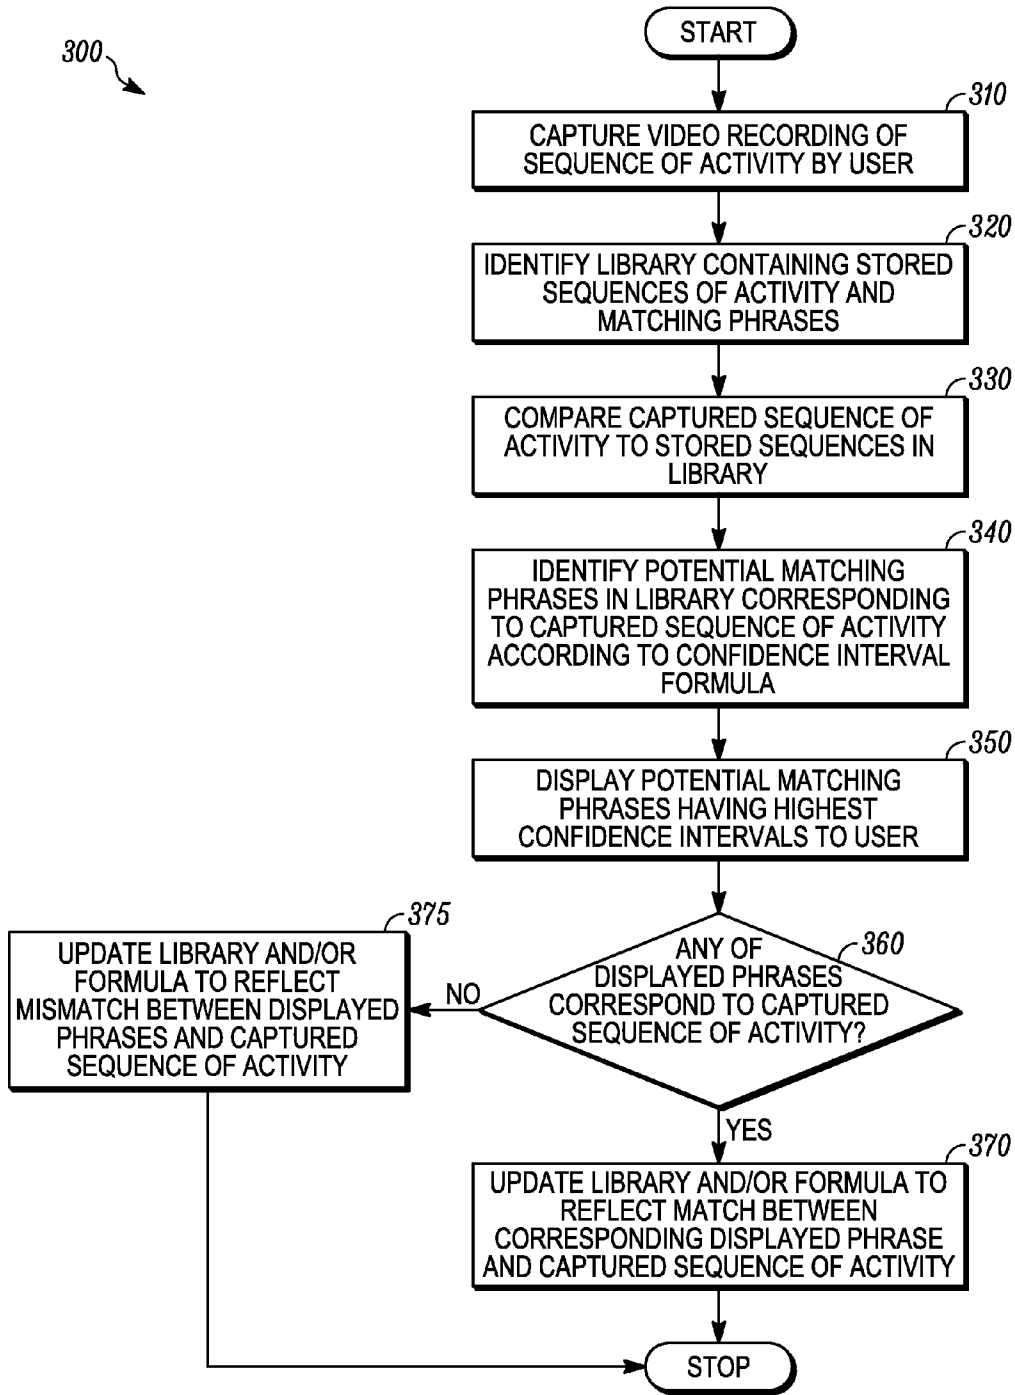 START
300
310
CAPTURE VIDEO RECORDING OF
SEQUENCE OF ACTIVITY BY USER
320
IDENTIFY LIBRARY CONTAINING STORED
SEQUENCES OF ACTIVITY AND
MATCHING PHRASES
330
COMPARE CAPTURED SEQUENCE OF
ACTIVITY TO STORED SEQUENCES IN
LIBRARY
340
IDENTIFY POTENTIAL MATCHING
PHRASES IN LIBRARY CORRESPONDING
TO CAPTURED SEQUENCE OF ACTIVITY
ACCORDING TO CONFIDENCE INTERVAL
FORMULA
350
DISPLAY POTENTIAL MATCHING
PHRASES HAVING HIGHEST
CONFIDENCE INTERVALS TO USER
360
ANY OF
DISPLAYED PHRASES
CORRESPOND TO CAPTURED
SEQUENCE OF ACTIVITY?
NO
375
UPDATE LIBRARY AND/OR
FORMULA TO REFLECT
MISMATCH BETWEEN DISPLAYED
PHRASES AND CAPTURED
SEQUENCE OF ACTIVITY
YES
370
UPDATE LIBRARY AND/OR FORMULA TO
REFLECT MATCH BETWEEN
CORRESPONDING DISPLAYED PHRASE
AND CAPTURED SEQUENCE OF ACTIVITY
STOP